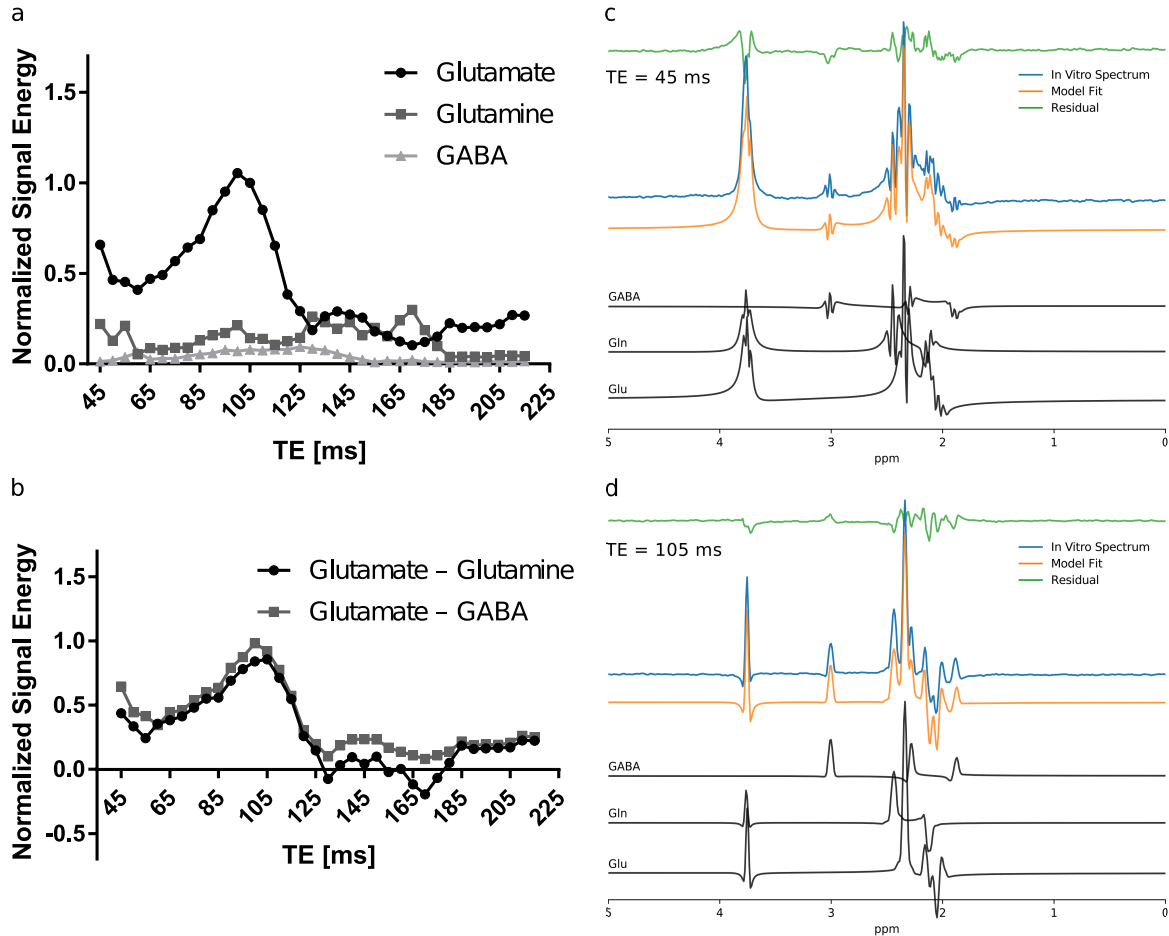 a
Normalized Signal Energy
1.5
1.0
0.5
0.0
45
65
85
105
125
145
165
185
205
225
TE [ms]
Glutamate
Glutamine
GABA
b
Normalized Signal Energy
1.5
1.0
0.5
0.0
-0.5
45
65
85
105
125
145
165
185
205
225
TE [ms]
Glutamate – Glutamine
Glutamate – GABA
c
TE = 45 ms
In Vitro Spectrum
Model Fit
Residual
GABA
Gln
Glu
5
4
3
2
1
0
ppm
d
TE = 105 ms
In Vitro Spectrum
Model Fit
Residual
GABA
Gln
Glu
5
4
3
2
1
0
ppm